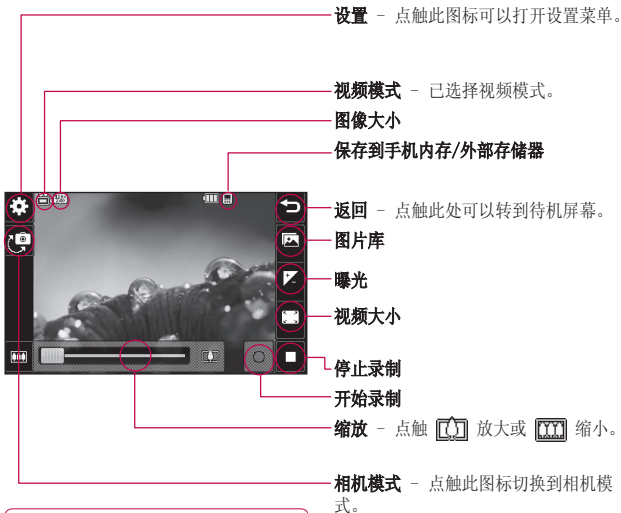 设置 – 点触此图标可以打开设置菜单。
视频模式 – 已选择视频模式。
图像大小
保存到手机内存/外部存储器
返回 – 点触此处可以转到待机屏幕。
图片库
曝光
视频大小
停止录制
开始录制
缩放 – 点触 放大或 缩小。
相机模式 – 点触此图标切换到相机模
式。